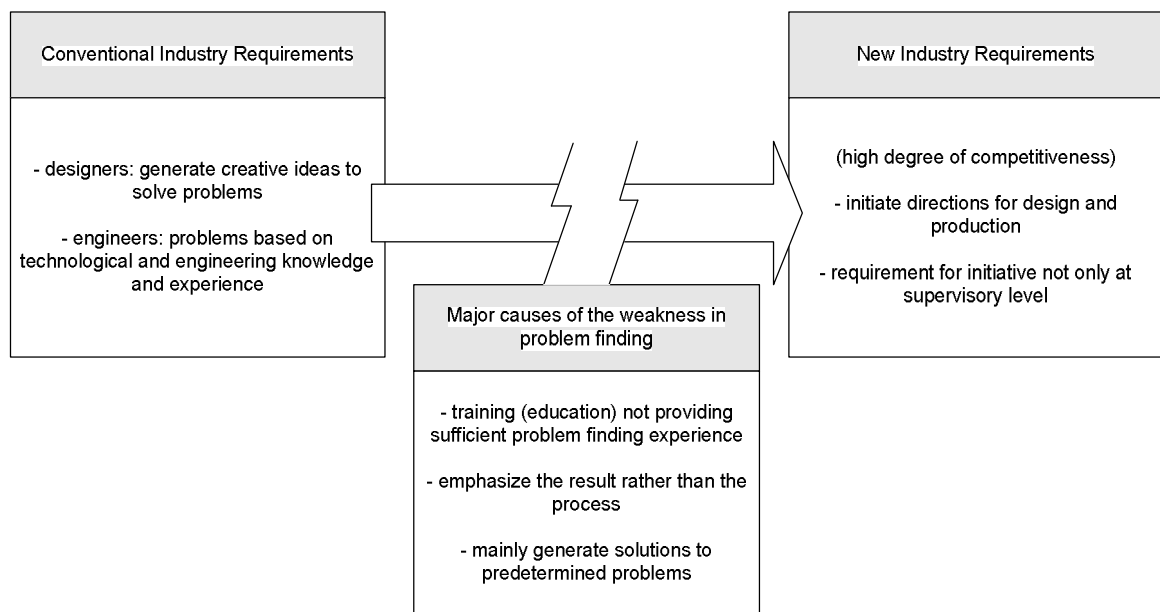 Conventional Industry Requirements
- designers: generate creative ideas to
solve problems
- engineers: problems based on
technological and engineering knowledge
and experience
Major causes of the weakness in
problem finding
- training (education) not providing
sufficient problem finding experience
- emphasize the result rather than the
process
- mainly generate solutions to
predetermined problems
New Industry Requirements
(high degree of competitiveness)
- initiate directions for design and
production
- requirement for initiative not only at
supervisory level